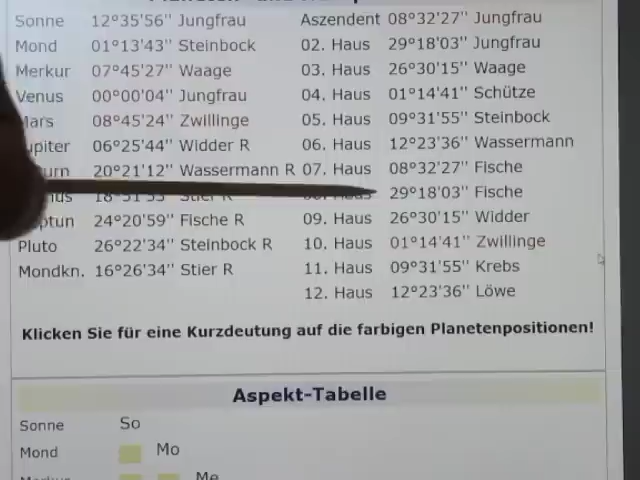 Sonne 12°35'56" Jungfrau Aszendent 08°32'27" Jungfrau
Mond 01°13'43" Steinbock 02. Haus 29°18'03" Jungfrau
Merkur 07°45'27" Waage 03. Haus 26°30'15" Waage
Venus 00°00'04" Jungfrau 04. Haus 01°14'41" Schütze
Mars 08°45'24" Zwillinge 05. Haus 09°31'55" Steinbock
Jupiter 06°25'44" Widder R 06. Haus 12°23'36" Wassermann
20°21'12" Wassermann R 07. Haus 08°32'27" Fische
29°18'03" Fische
24°20'59" Fische R 09. Haus 26°30'15" Widder
Pluto 26°22'34" Steinbock R 10. Haus 01°14'41" Zwillinge
Mondkn. 16°26'34" Stier R 11. Haus 09°31'55" Krebs
12. Haus 12°23'36" Löwe
Klicken Sie für eine Kurzdeutung auf die farbigen Planetenpositionen!
Aspekt-Tabelle
Sonne So
Mond Mo
Me